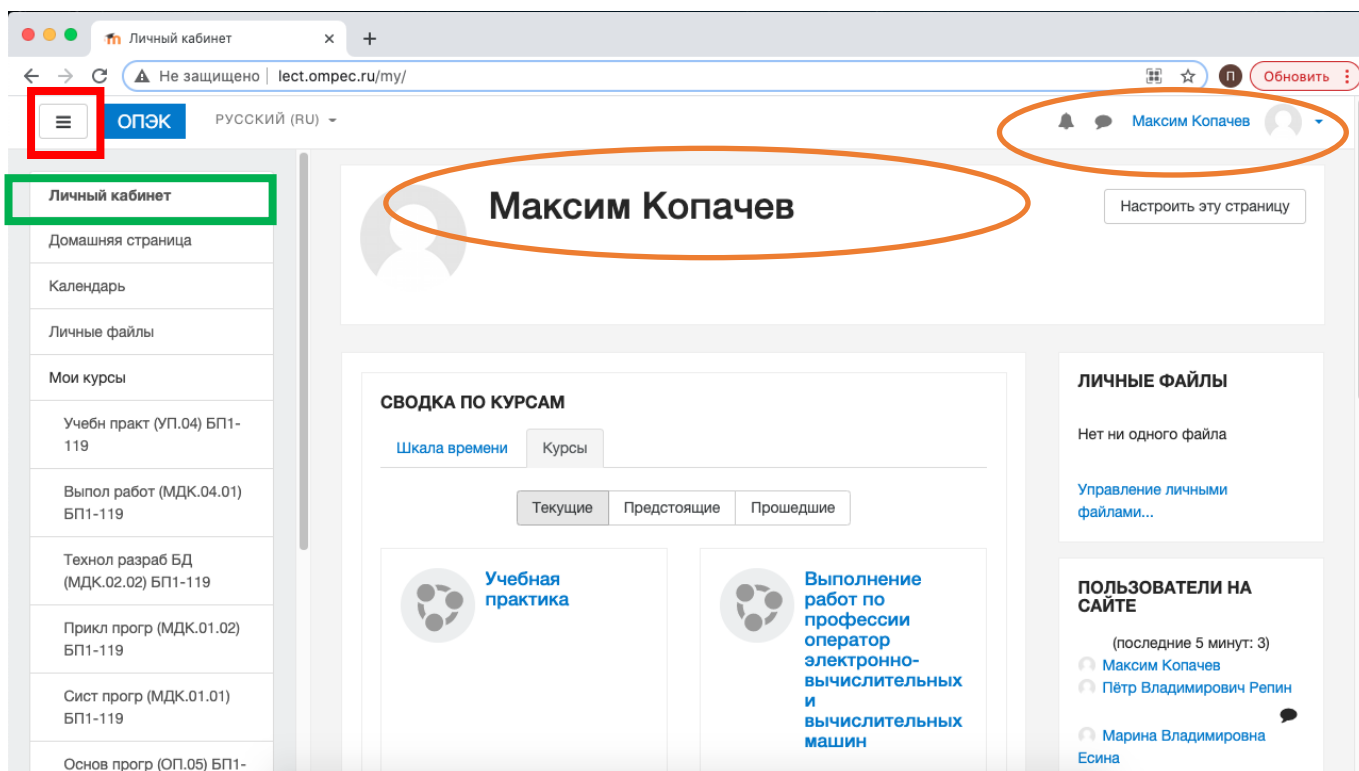 Личный кабинет
Не защищено
lect.ompec.ru/my/
П
Обновить
ОПЭК
РУССКИЙ (RU)
Максим Копачев
Личный кабинет
Домашняя страница
Календарь
Личные файлы
Мои курсы
Учебн практ (УП.04) БП1-
119
Выпол работ (МДК.04.01)
БП1-119
Технол разраб БД
(МДК.02.02) БП1-119
Прикл прогр (МДК.01.02)
БП1-119
Сист прогр (МДК.01.01)
БП1-119
Основ прогр (ОП.05) БП1-
Максим Копачев
Настроить эту страницу
СВОДКА ПО КУРСАМ
Шкала времени
Курсы
Текущие
Предстоящие
Прошедшие
Учебная
практика
Выполнение
работ по
профессии
оператор
электронно-
вычислительных
и
вычислительных
машин
ЛИЧНЫЕ ФАЙЛЫ
Нет ни одного файла
Управление личными
файлами...
ПОЛЬЗОВАТЕЛИ НА
САЙТЕ
(последние 5 минут: 3)
Максим Копачев
Пётр Владимирович Репин
Марина Владимировна
Есина